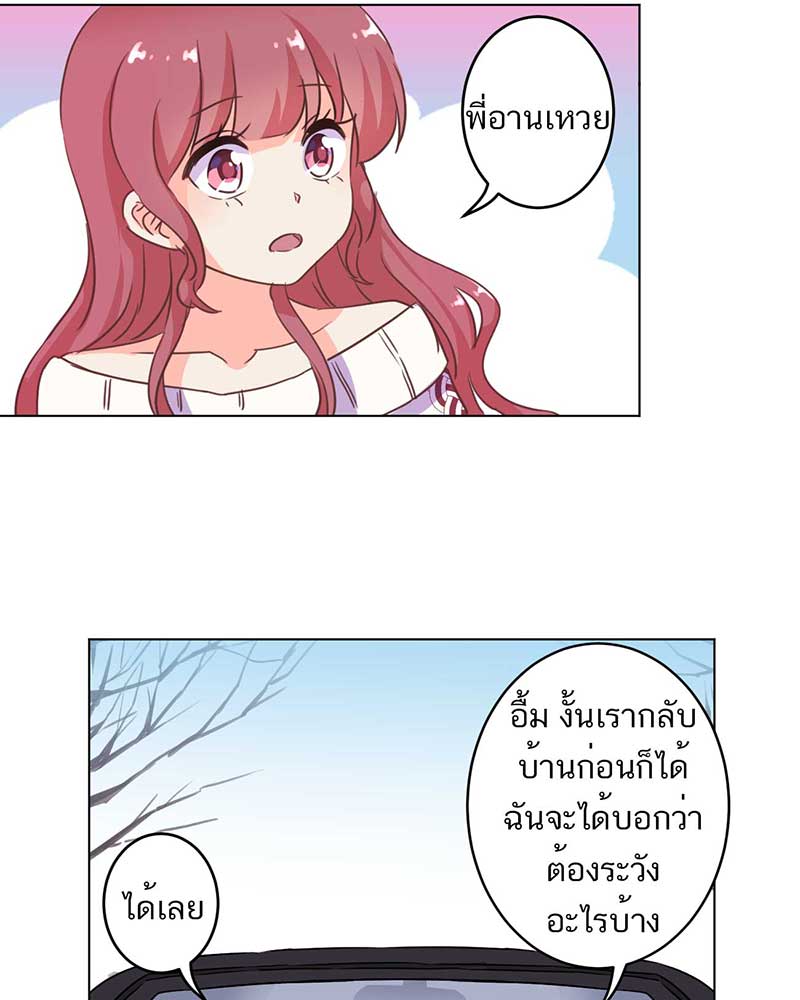 พี่อานเหวย
อื้ม งั้นเรากลับ
บ้านก่อนก็ได้
ฉันจะได้บอกว่า
ต้องระวัง
อะไรบ้าง
ได้เลย